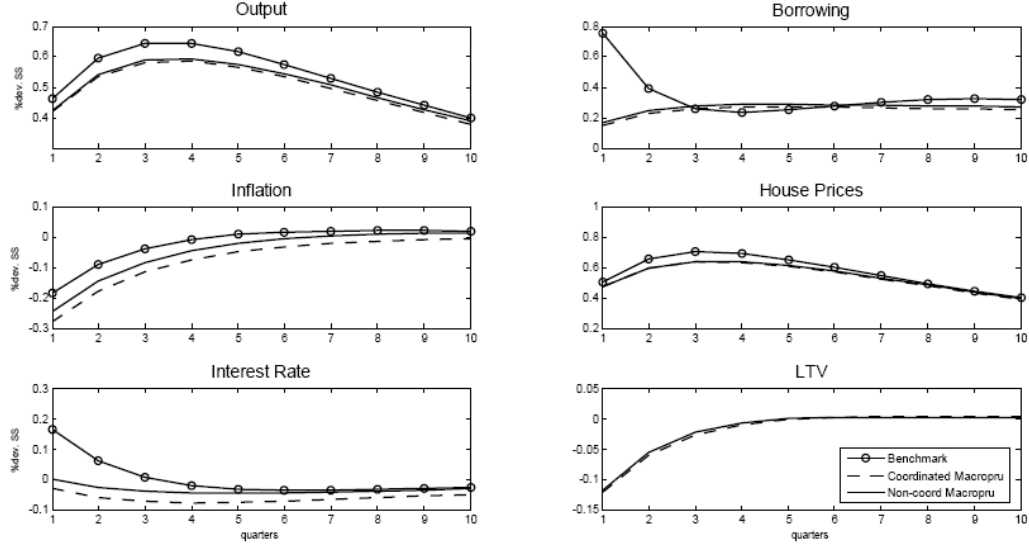 Output
%dev. SS
0.7
0.6
0.5
0.4
1 2 3 4 5 6 7 8 9 10
Borrowing
0.8
0.6
0.4
0.2
0
1 2 3 4 5 6 7 8 9 10
Inflation
%dev. SS
0.1
0
-0.1
-0.2
-0.3
1 2 3 4 5 6 7 8 9 10
House Prices
1
0.8
0.6
0.4
0.2
1 2 3 4 5 6 7 8 9 10
Interest Rate
%dev. SS
0.3
0.2
0.1
0
-0.1
1 2 3 4 5 6 7 8 9 10
quarters
LTV
0.05
0
-0.05
-0.1
-0.15
1 2 3 4 5 6 7 8 9 10
quarters
Benchmark
Coordinated Macropru
Non-coord Macropru